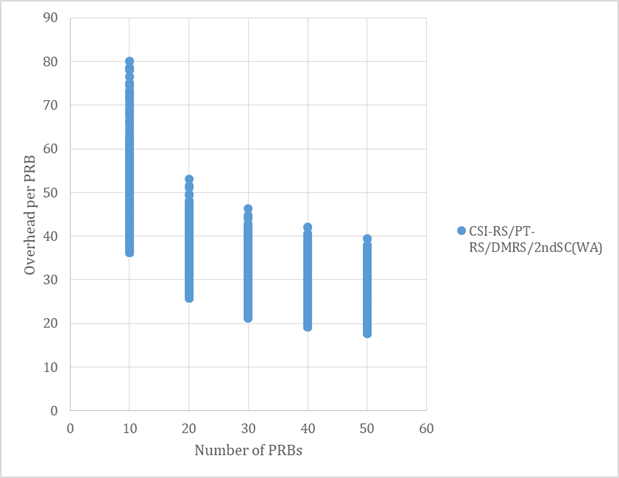 90
80
70
60
50
40
30
20
10
0
0 10 20 30 40 50 60
Overhead per PRB
Number of PRBs
CSI-RS/PT-
RS/DMRS/2ndSC(WA)